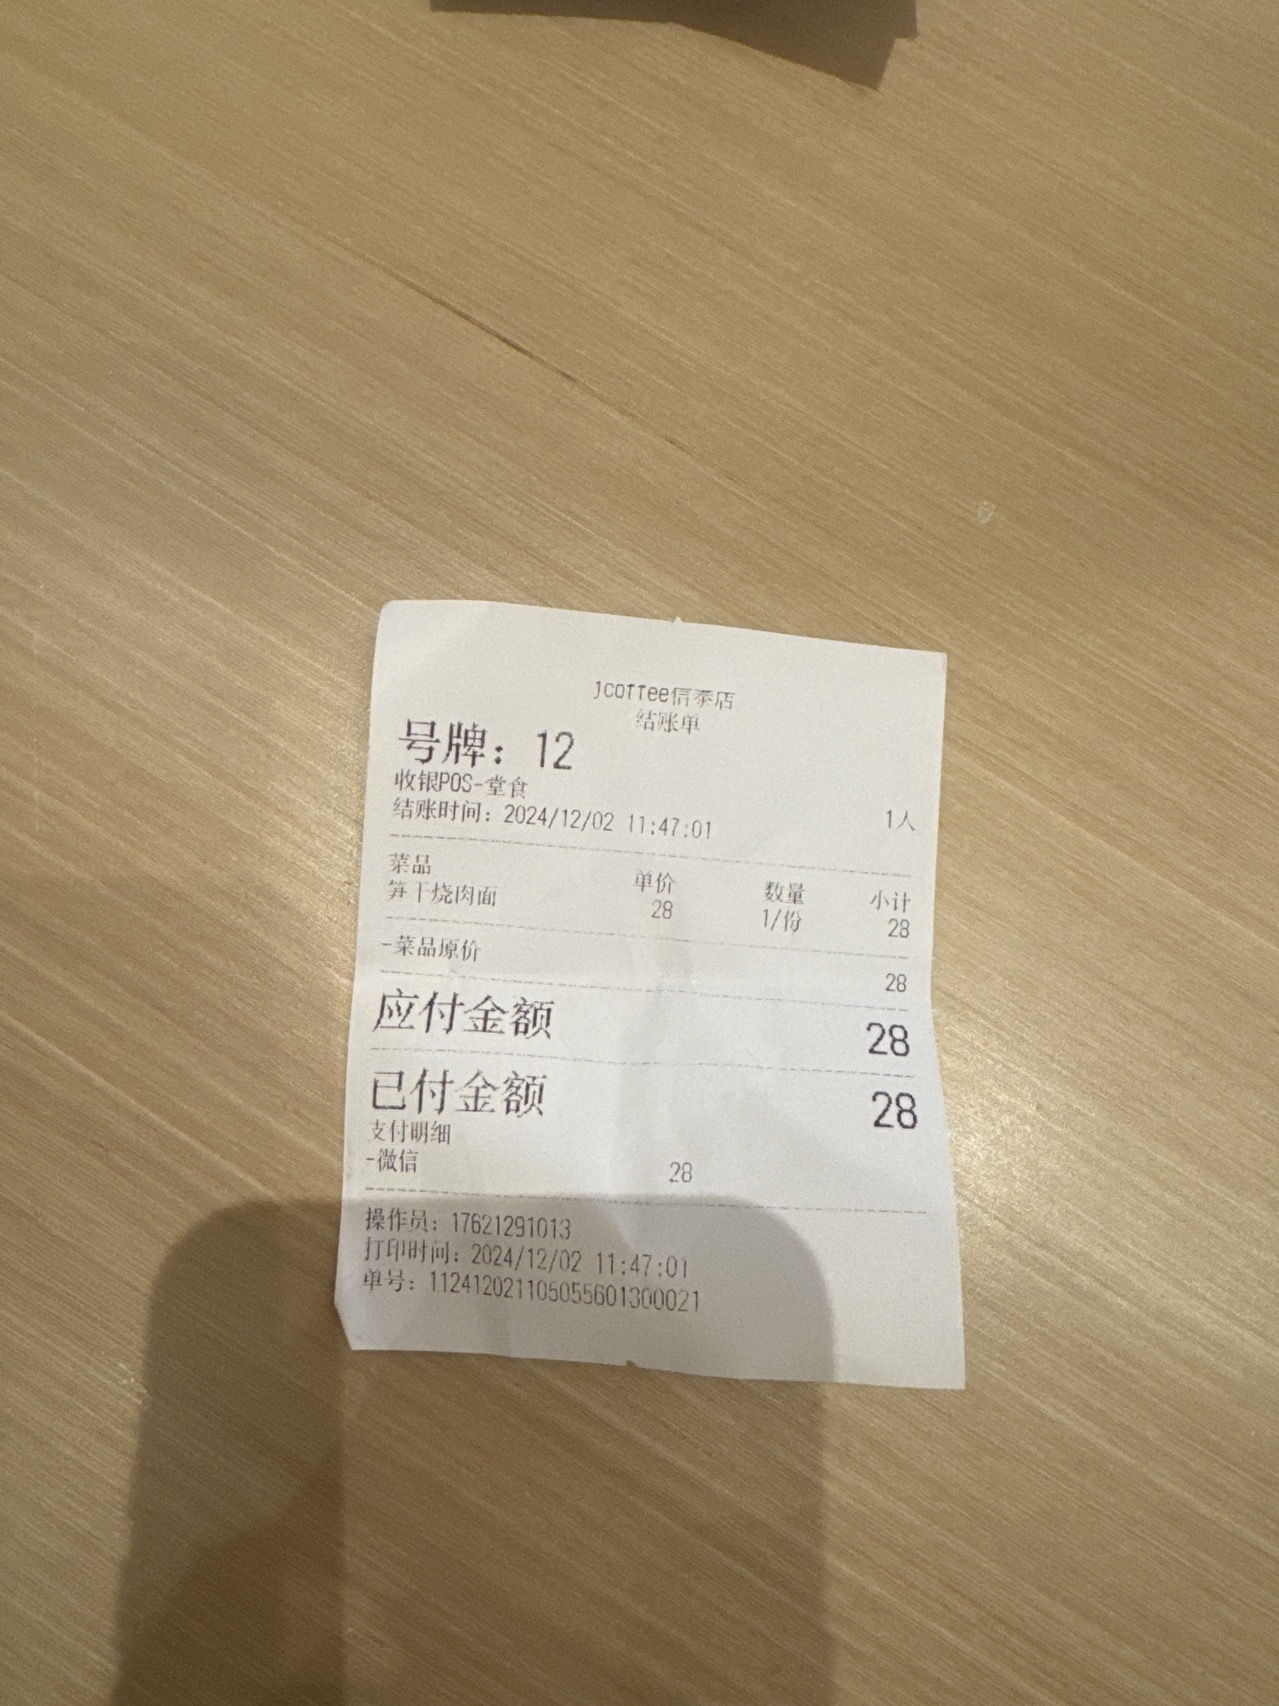 jcoffee信泰店
结账单
号牌：12
收银POS-堂食
结账时间：2024/12/02 11:47:01 1人
菜品 单价 数量 小计
笋干烧肉面 28 1/份 28
-菜品原价 28
应付金额 28
已付金额 28
支付明细
-微信 28
操作员：17621291013
打印时间：2024/12/02 11:47:01
单号：112412021105055601300021